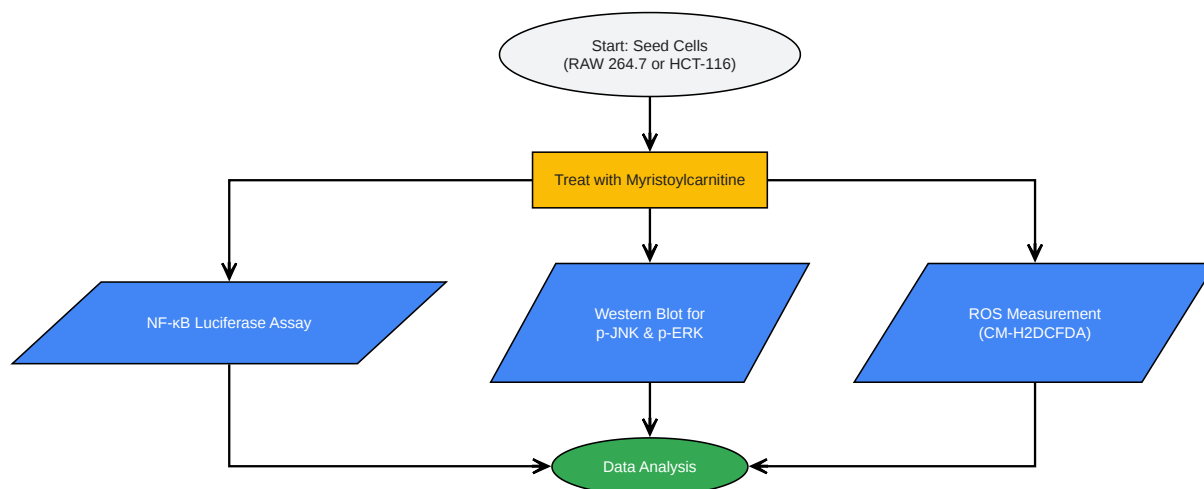 Start: Seed Cells
(RAW 264.7 or HCT-116)
Treat with Myristoylcarnitine
NF-κB Luciferase Assay
Western Blot for
p-JNK & p-ERK
ROS Measurement
(CM-H2DCFDA)
Data Analysis